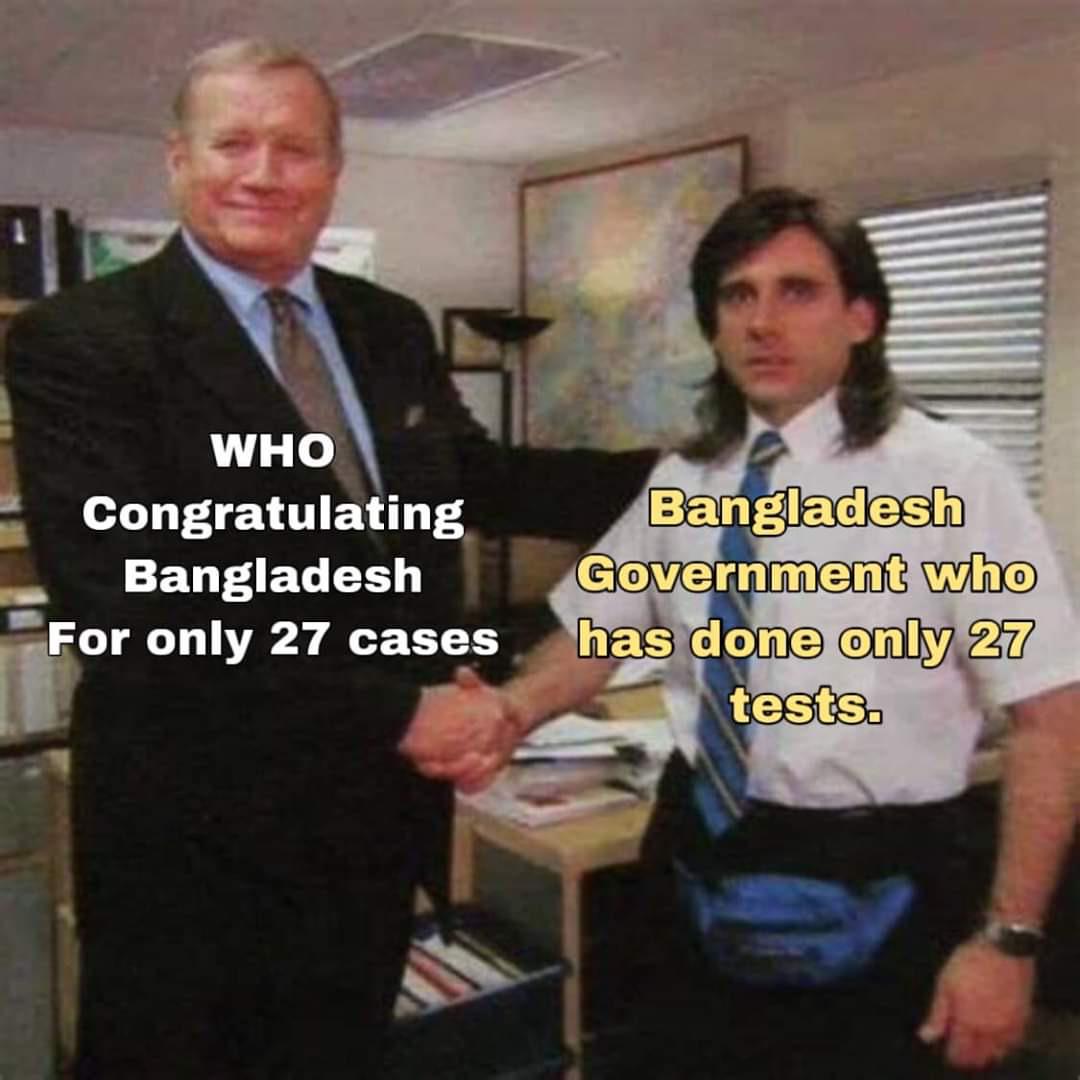 WHO
Congratulating
Bangladesh
For only 27 cases
Bangladesh
Government who
has done only 27
tests.